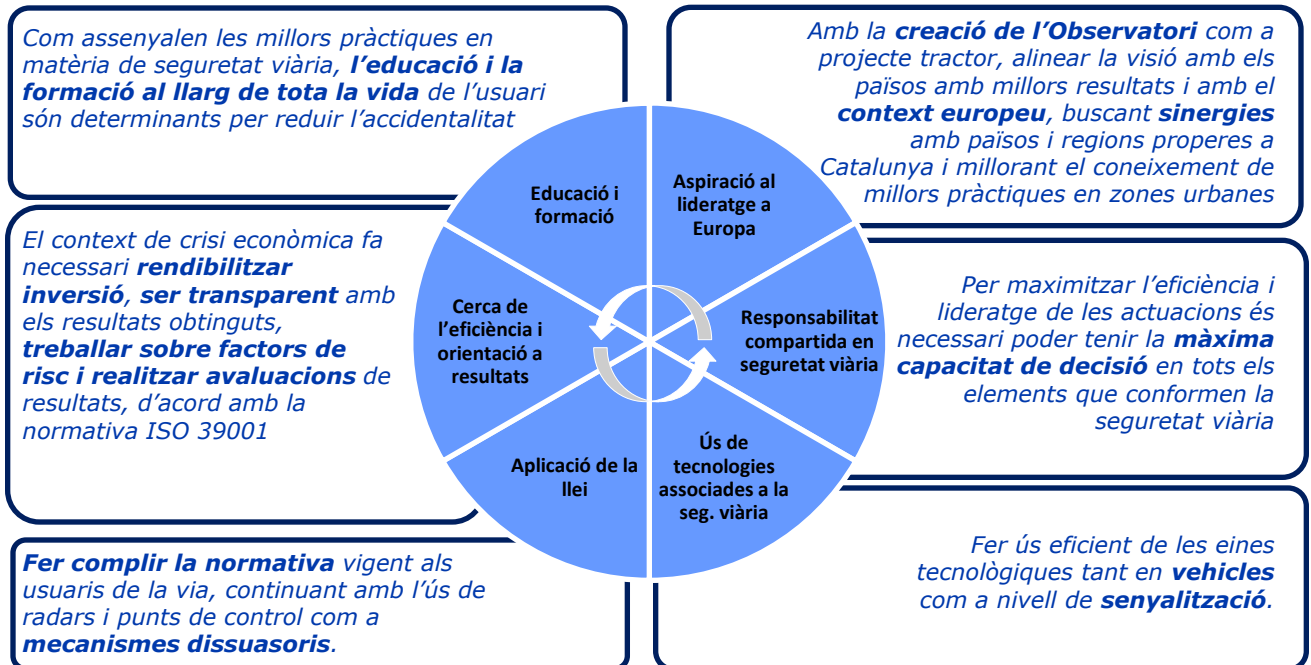 Com assenyalen les millors pràctiques en
matèria de seguretat viària, l’educació i la
formació al llarg de tota la vida de l’usuari
són determinants per reduir l’accidentalitat
Amb la creació de l’Observatori com a
projecte tractor, alinear la visió amb els
països amb millors resultats i amb el
context europeu, buscant sinergies
amb països i regions properes a
Catalunya i millorant el coneixement de
millors pràctiques en zones urbanes
Educació i
formació
Aspiració al
lideratge a
Europa
El context de crisi econòmica fa
necessari rendibilitzar
inversió, ser transparent amb
els resultats obtinguts,
treballar sobre factors de
risc i realitzar avaluacions de
resultats, d’acord amb la
normativa ISO 39001
Cerca de
l’eficiència i
orientació a
resultats
Responsabilitat
compartida en
seguretat viària
Per maximitzar l’eficiència i
lideratge de les actuacions és
necessari poder tenir la màxima
capacitat de decisió en tots els
elements que conformen la
seguretat viària
Aplicació de la
llei
Ús de
tecnologies
associades a la
seg. viària
Fer complir la normativa vigent als
usuaris de la via, continuant amb l’ús de
radars i punts de control com a
mecanismes dissuasoris.
Fer ús eficient de les eines
tecnològiques tant en vehicles
com a nivell de senyalització.